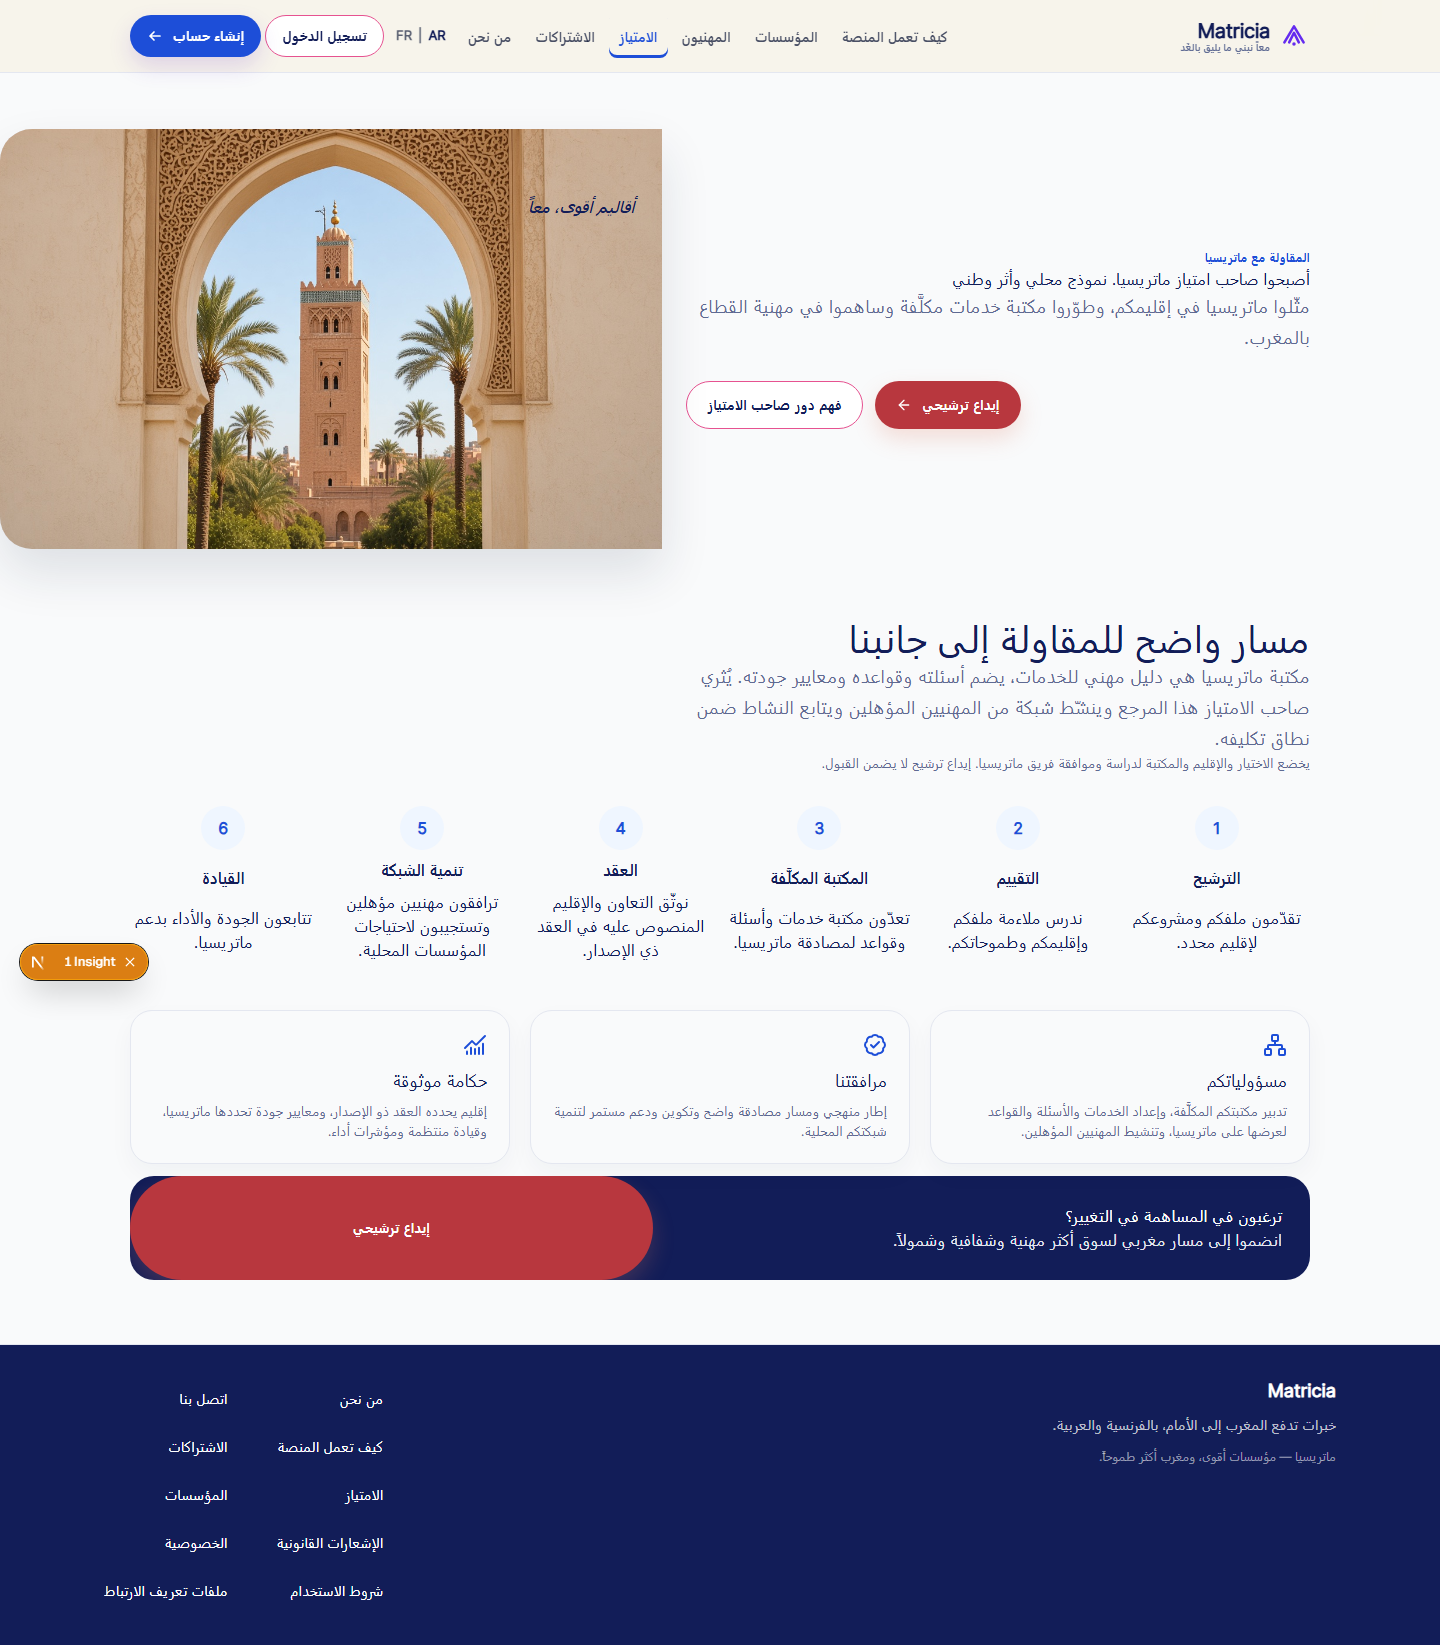 Matricia
معاً نبني ما يليق بالغد
كيف تعمل المنصة
المؤسسات
المهنيون
الامتياز
الاشتراكات
من نحن
AR | FR
تسجيل الدخول
إنشاء حساب
أقاليم أقوى، معاً
المقاولة مع ماتريسيا
أصبحوا صاحب امتياز ماتريسيا. نموذج محلي وأثر وطني
مثّلوا ماتريسيا في إقليمكم، وطوّروا مكتبة خدمات مكلَّفة وساهموا في مهنية القطاع
بالمغرب.
إيداع ترشيحي
فهم دور صاحب الامتياز
مسار واضح للمقاولة إلى جانبنا
مكتبة ماتريسيا هي دليل مهني للخدمات، يضم أسئلته وقواعده ومعايير جودته. يُثري
صاحب الامتياز هذا المرجع وينشّط شبكة من المهنيين المؤهلين ويتابع النشاط ضمن
نطاق تكليفه.
يخضع الاختيار والإقليم والمكتبة لدراسة وموافقة فريق ماتريسيا. إيداع ترشيح لا يضمن القبول.
1
الترشيح
تقدّمون ملفكم ومشروعكم
لإقليم محدد.
2
التقييم
ندرس ملاءمة ملفكم
وإقليمكم وطموحاتكم.
3
المكتبة المكلَّفة
تعدّون مكتبة خدمات وأسئلة
وقواعد لمصادقة ماتريسيا.
4
العقد
نوثّق التعاون والإقليم
المنصوص عليه في العقد
ذي الإصدار.
5
تنمية الشبكة
ترافقون مهنيين مؤهلين
وتستجيبون لاحتياجات
المؤسسات المحلية.
6
القيادة
تتابعون الجودة والأداء بدعم
ماتريسيا.
1 Insight
مسؤولياتكم
تدبير مكتبتكم المكلَّفة، وإعداد الخدمات والأسئلة والقواعد
لعرضها على ماتريسيا، وتنشيط المهنيين المؤهلين.
مرافقتنا
إطار منهجي ومسار مصادقة واضح وتكوين ودعم مستمر لتنمية
شبكتكم المحلية.
حكامة موثوقة
إقليم يحدده العقد ذو الإصدار، ومعايير جودة تحددها ماتريسيا،
وقيادة منتظمة ومؤشرات أداء.
ترغبون في المساهمة في التغيير؟
انضموا إلى مسار مغربي لسوق أكثر مهنية وشفافية وشمولاً.
إيداع ترشيحي
Matricia
خبرات تدفع المغرب إلى الأمام، بالفرنسية والعربية.
ماتريسيا — مؤسسات أقوى، ومغرب أكثر طموحاً.
من نحن
اتصل بنا
كيف تعمل المنصة
الاشتراكات
الامتياز
المؤسسات
الإشعارات القانونية
الخصوصية
شروط الاستخدام
ملفات تعريف الارتباط